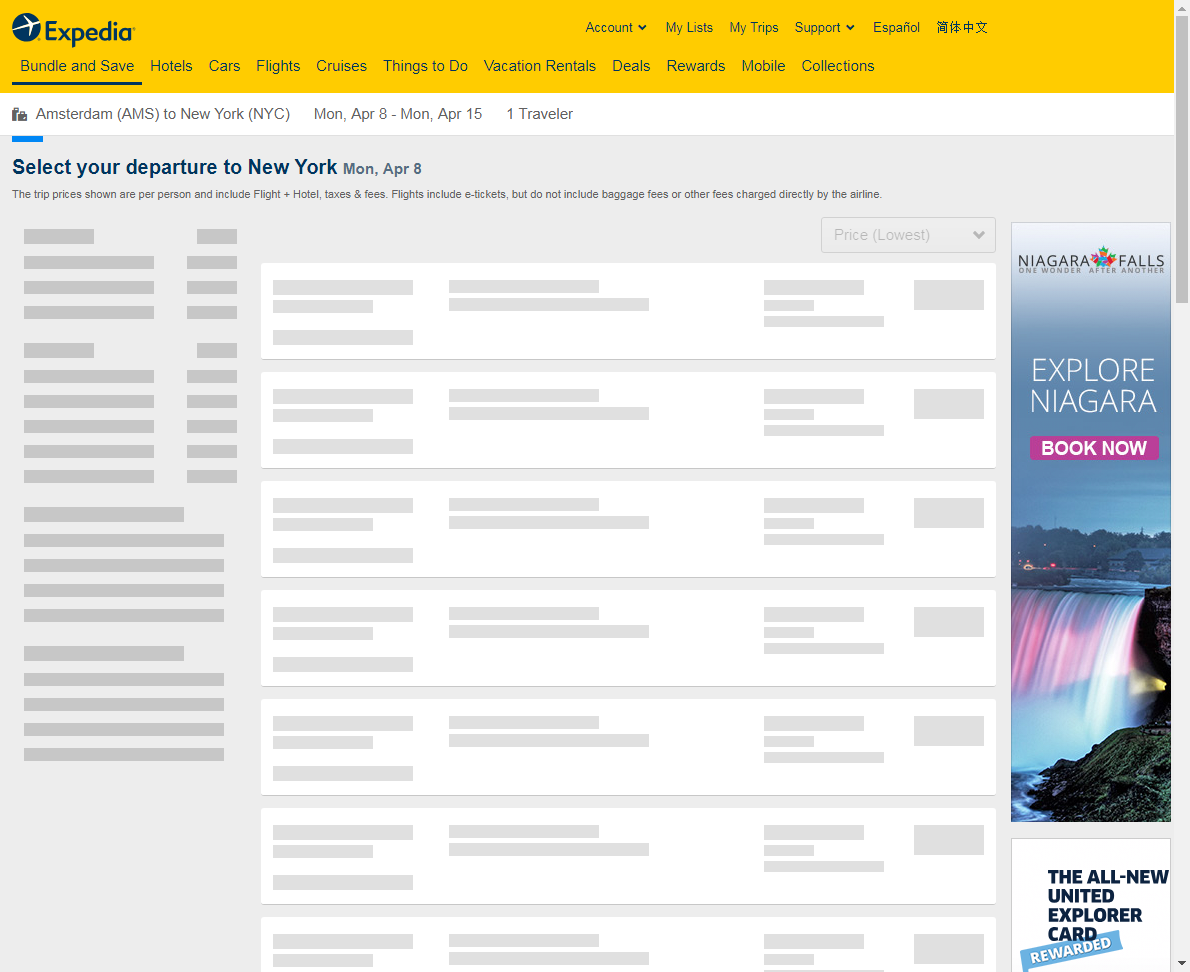 Expedia
Account My Lists My Trips Support Español 简体中文
Bundle and Save Hotels Cars Flights Cruises Things to Do Vacation Rentals Deals Rewards Mobile Collections
Amsterdam (AMS) to New York (NYC) Mon, Apr 8 - Mon, Apr 15 1 Traveler
Select your departure to New York Mon, Apr 8
The trip prices shown are per person and include Flight + Hotel, taxes & fees. Flights include e-tickets, but do not include baggage fees or other fees charged directly by the airline.
Price (Lowest)
NIAGARA FALLS
ONE WONDER AFTER ANOTHER
EXPLORE
NIAGARA
BOOK NOW
THE ALL-NEW
UNITED
EXPLORER
CARD
REWARDED